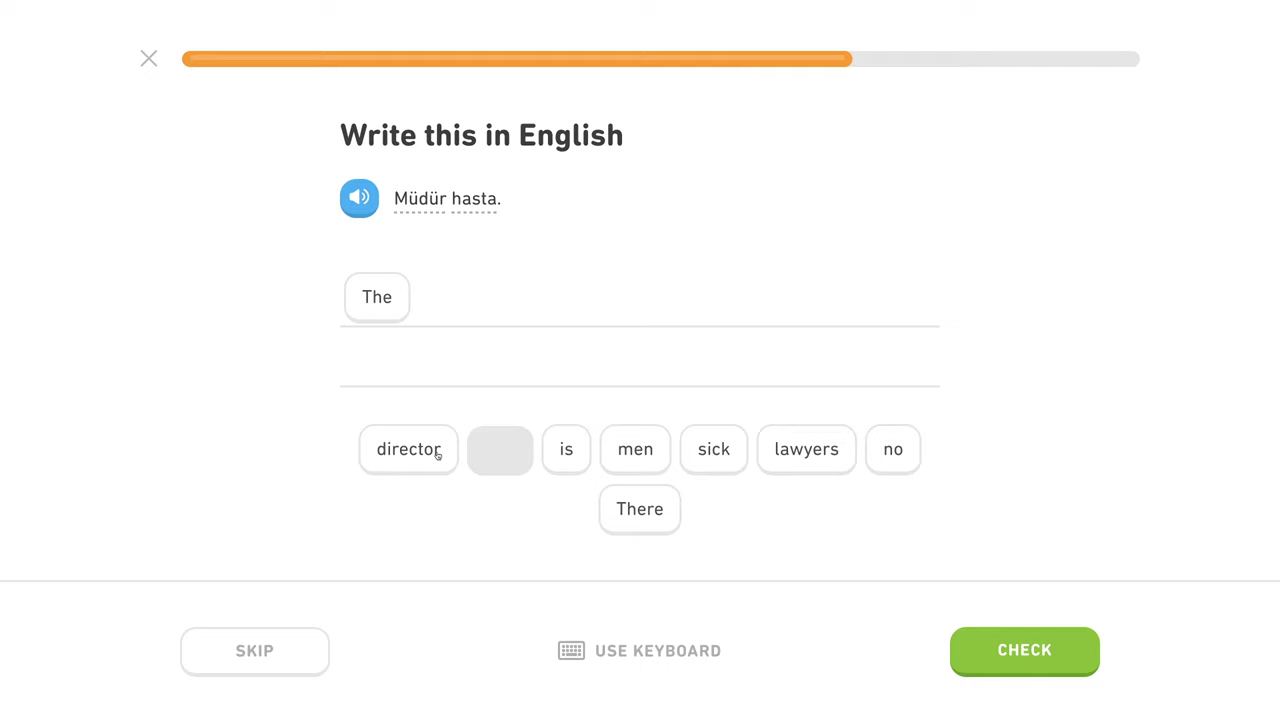 Write this in English
Müdür hasta.
The
director is men sick lawyers no
There
SKIP USE KEYBOARD CHECK